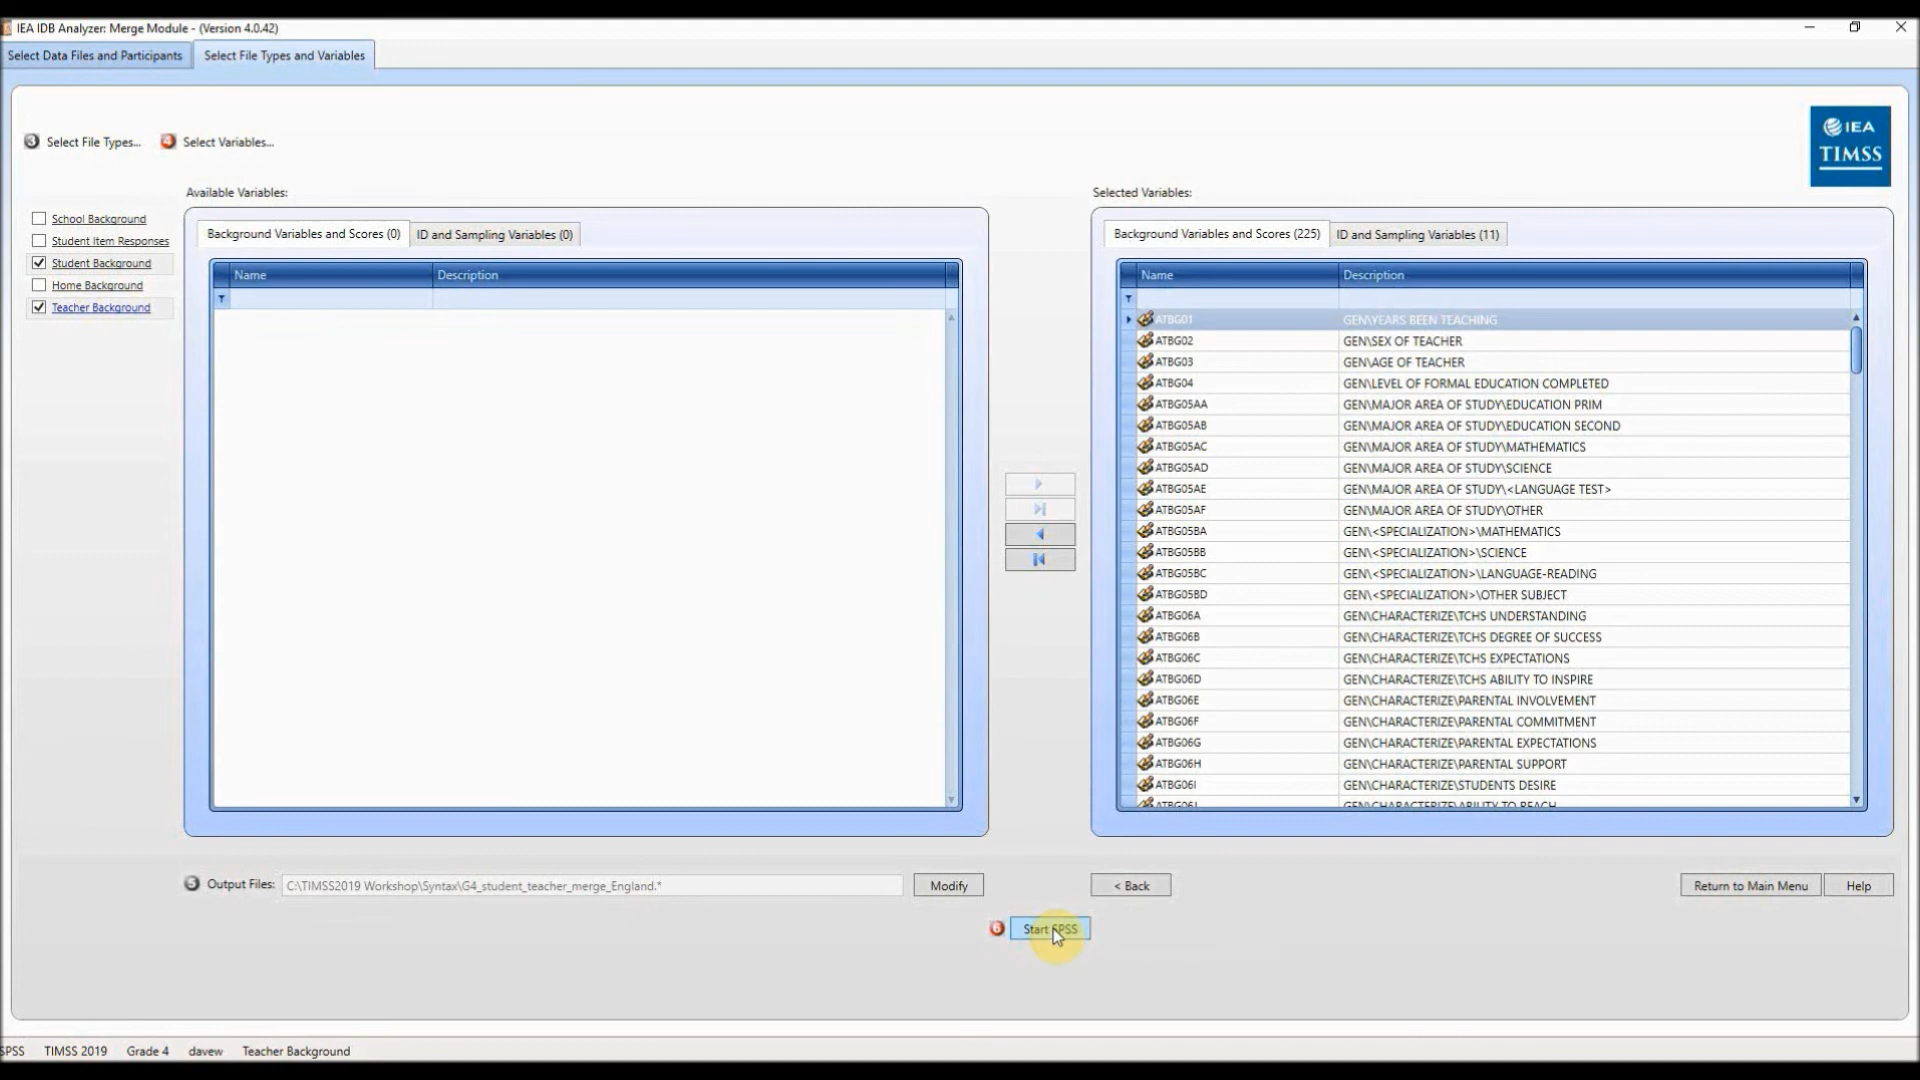 IEA IDB Analyzer: Merge Module - (Version 4.0.42)
Select Data Files and Participants
Select File Types and Variables
3 Select File Types...
4 Select Variables...
IEA
TIMSS
School Background
Student Item Responses
Student Background
Home Background
Teacher Background
Available Variables:
Background Variables and Scores (0)
ID and Sampling Variables (0)
Name Description
Selected Variables:
Background Variables and Scores (225)
ID and Sampling Variables (11)
Name Description
ATBG01 GEN\YEARS BEEN TEACHING
ATBG02 GEN\SEX OF TEACHER
ATBG03 GEN\AGE OF TEACHER
ATBG04 GEN\LEVEL OF FORMAL EDUCATION COMPLETED
ATBG05AA GEN\MAJOR AREA OF STUDY\EDUCATION PRIM
ATBG05AB GEN\MAJOR AREA OF STUDY\EDUCATION SECOND
ATBG05AC GEN\MAJOR AREA OF STUDY\MATHEMATICS
ATBG05AD GEN\MAJOR AREA OF STUDY\SCIENCE
ATBG05AE GEN\MAJOR AREA OF STUDY\<LANGUAGE TEST>
ATBG05AF GEN\MAJOR AREA OF STUDY\OTHER
ATBG05BA GEN\<SPECIALIZATION>\MATHEMATICS
ATBG05BB GEN\<SPECIALIZATION>\SCIENCE
ATBG05BC GEN\<SPECIALIZATION>\LANGUAGE-READING
ATBG05BD GEN\<SPECIALIZATION>\OTHER SUBJECT
ATBG06A GEN\CHARACTERIZE\TCHS UNDERSTANDING
ATBG06B GEN\CHARACTERIZE\TCHS DEGREE OF SUCCESS
ATBG06C GEN\CHARACTERIZE\TCHS EXPECTATIONS
ATBG06D GEN\CHARACTERIZE\TCHS ABILITY TO INSPIRE
ATBG06E GEN\CHARACTERIZE\PARENTAL INVOLVEMENT
ATBG06F GEN\CHARACTERIZE\PARENTAL COMMITMENT
ATBG06G GEN\CHARACTERIZE\PARENTAL EXPECTATIONS
ATBG06H GEN\CHARACTERIZE\PARENTAL SUPPORT
ATBG06I GEN\CHARACTERIZE\STUDENTS DESIRE
ATBG06J GEN\CHARACTERIZE\ABILITY TO REACH
5 Output Files: C:\TIMSS2019 Workshop\Syntax\G4_student_teacher_merge_England.*
Modify
< Back
Return to Main Menu
Help
6 Start SPSS
SPSS TIMSS 2019 Grade 4 davew Teacher Background